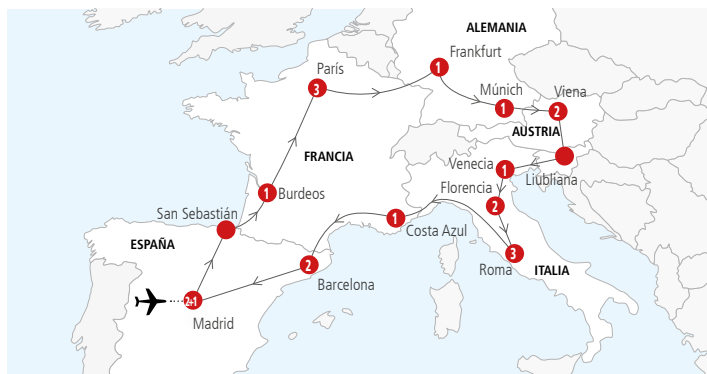 ALEMANIA
Frankfurt
1
París
3
Múnich
1
Viena
2
AUSTRIA
FRANCIA
Venecia
1
Liubliana
Burdeos
1
Florencia
2
San Sebastián
1
Costa Azul
ESPAÑA
3
Roma
ITALIA
2
Barcelona
2+1
Madrid